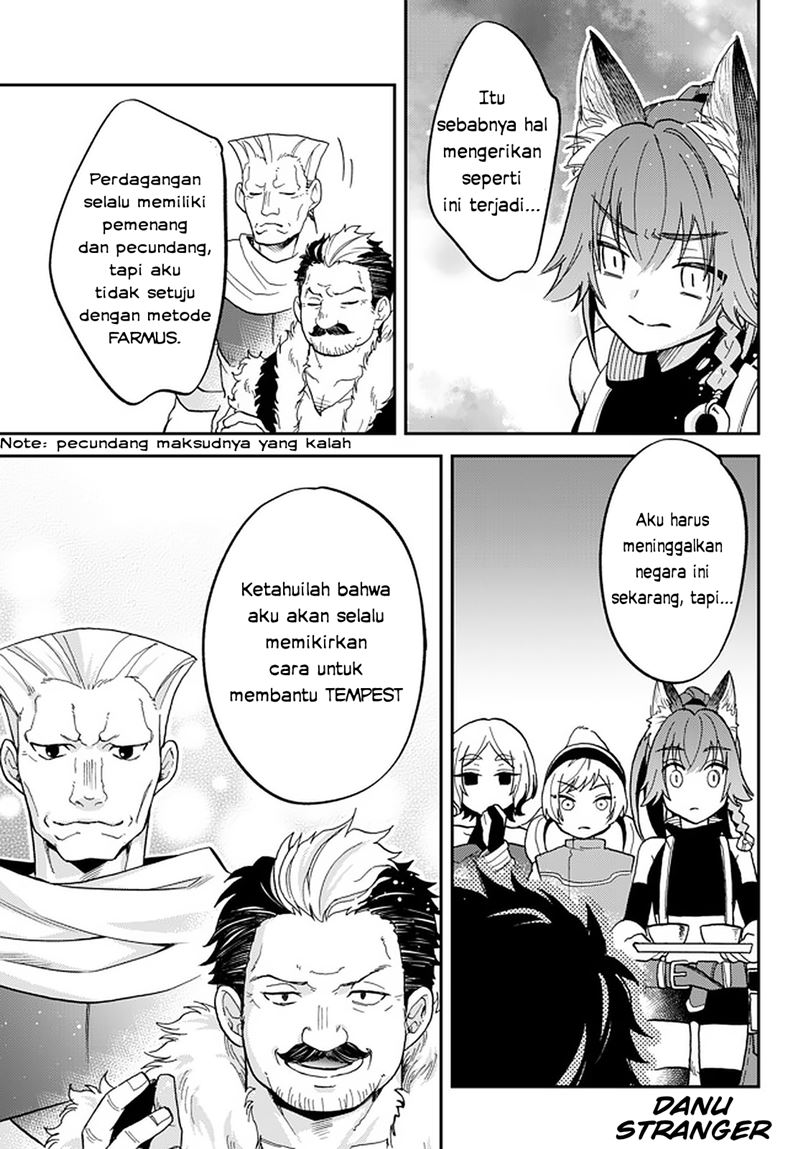 Itu
sebabnya hal
mengerikan
seperti
ini terjadi...
Perdagangan
selalu memiliki
pemenang
dan pecundang,
tapi aku
tidak setuju
dengan metode
FARMUS.
Note: pecundang maksudnya yang kalah
Aku harus
meninggalkan
negara ini
sekarang, tapi...
Ketahuilah bahwa
aku akan selalu
memikirkan
cara untuk
membantu TEMPEST
DANU
STRANGER